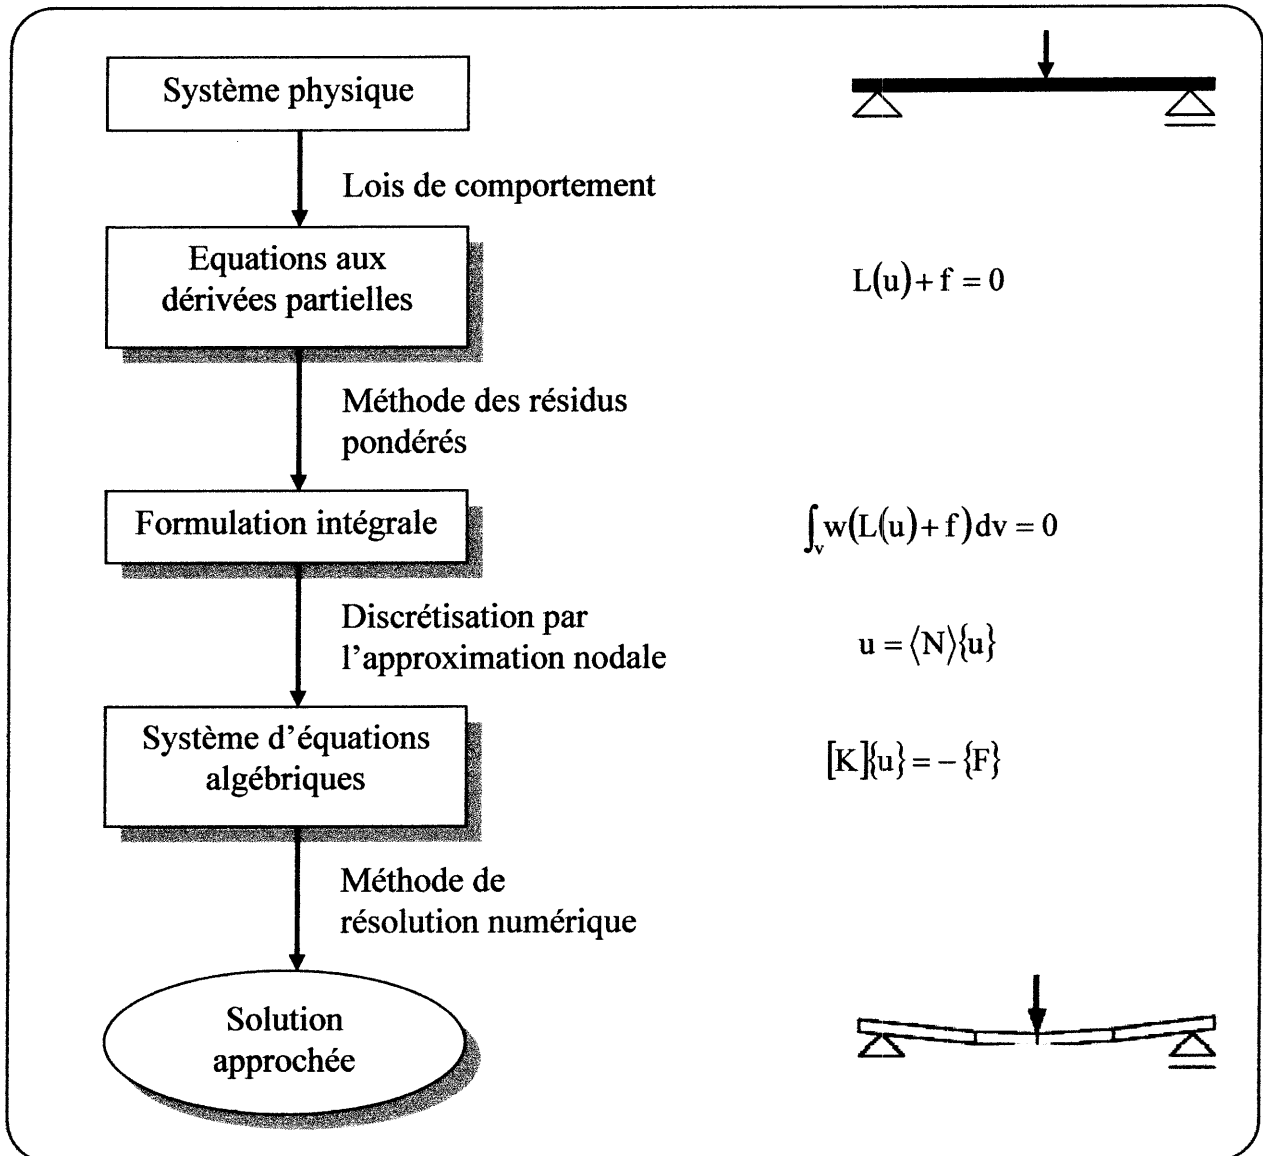 Système physique
Lois de comportement
Equations aux
dérivées partielles
L(u)+f = 0
Méthode des résidus
pondérés
Formulation intégrale
∫v w(L(u)+f)dv = 0
Discrétisation par
l'approximation nodale
u = ⟨N⟩{u}
Système d'équations
algébriques
[K]{u} = − {F}
Méthode de
résolution numérique
Solution
approchée